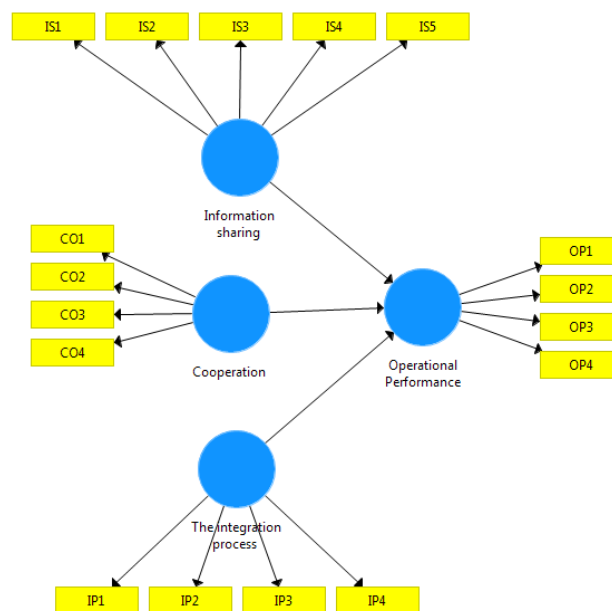 IS1 IS2 IS3 IS4 IS5
Information
sharing
CO1
CO2
CO3
CO4
Cooperation
OP1
OP2
OP3
OP4
Operational
Performance
The integration
process
IP1 IP2 IP3 IP4